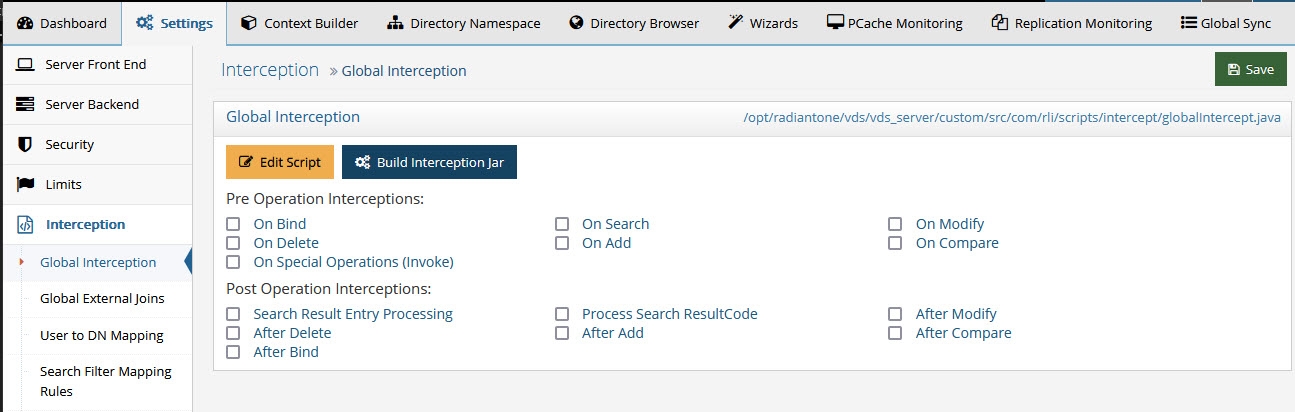 Dashboard Settings Context Builder Directory Namespace Directory Browser Wizards PCache Monitoring Replication Monitoring Global Sync
Server Front End
Server Backend
Security
Limits
Interception
Global Interception
Global External Joins
User to DN Mapping
Search Filter Mapping
Rules
Interception » Global Interception
Save
Global Interception /opt/radiantone/vds/vds_server/custom/src/com/rli/scripts/intercept/globalIntercept.java
Edit Script Build Interception Jar
Pre Operation Interceptions:
On Bind On Search On Modify
On Delete On Add On Compare
On Special Operations (Invoke)
Post Operation Interceptions:
Search Result Entry Processing Process Search ResultCode After Modify
After Delete After Add After Compare
After Bind